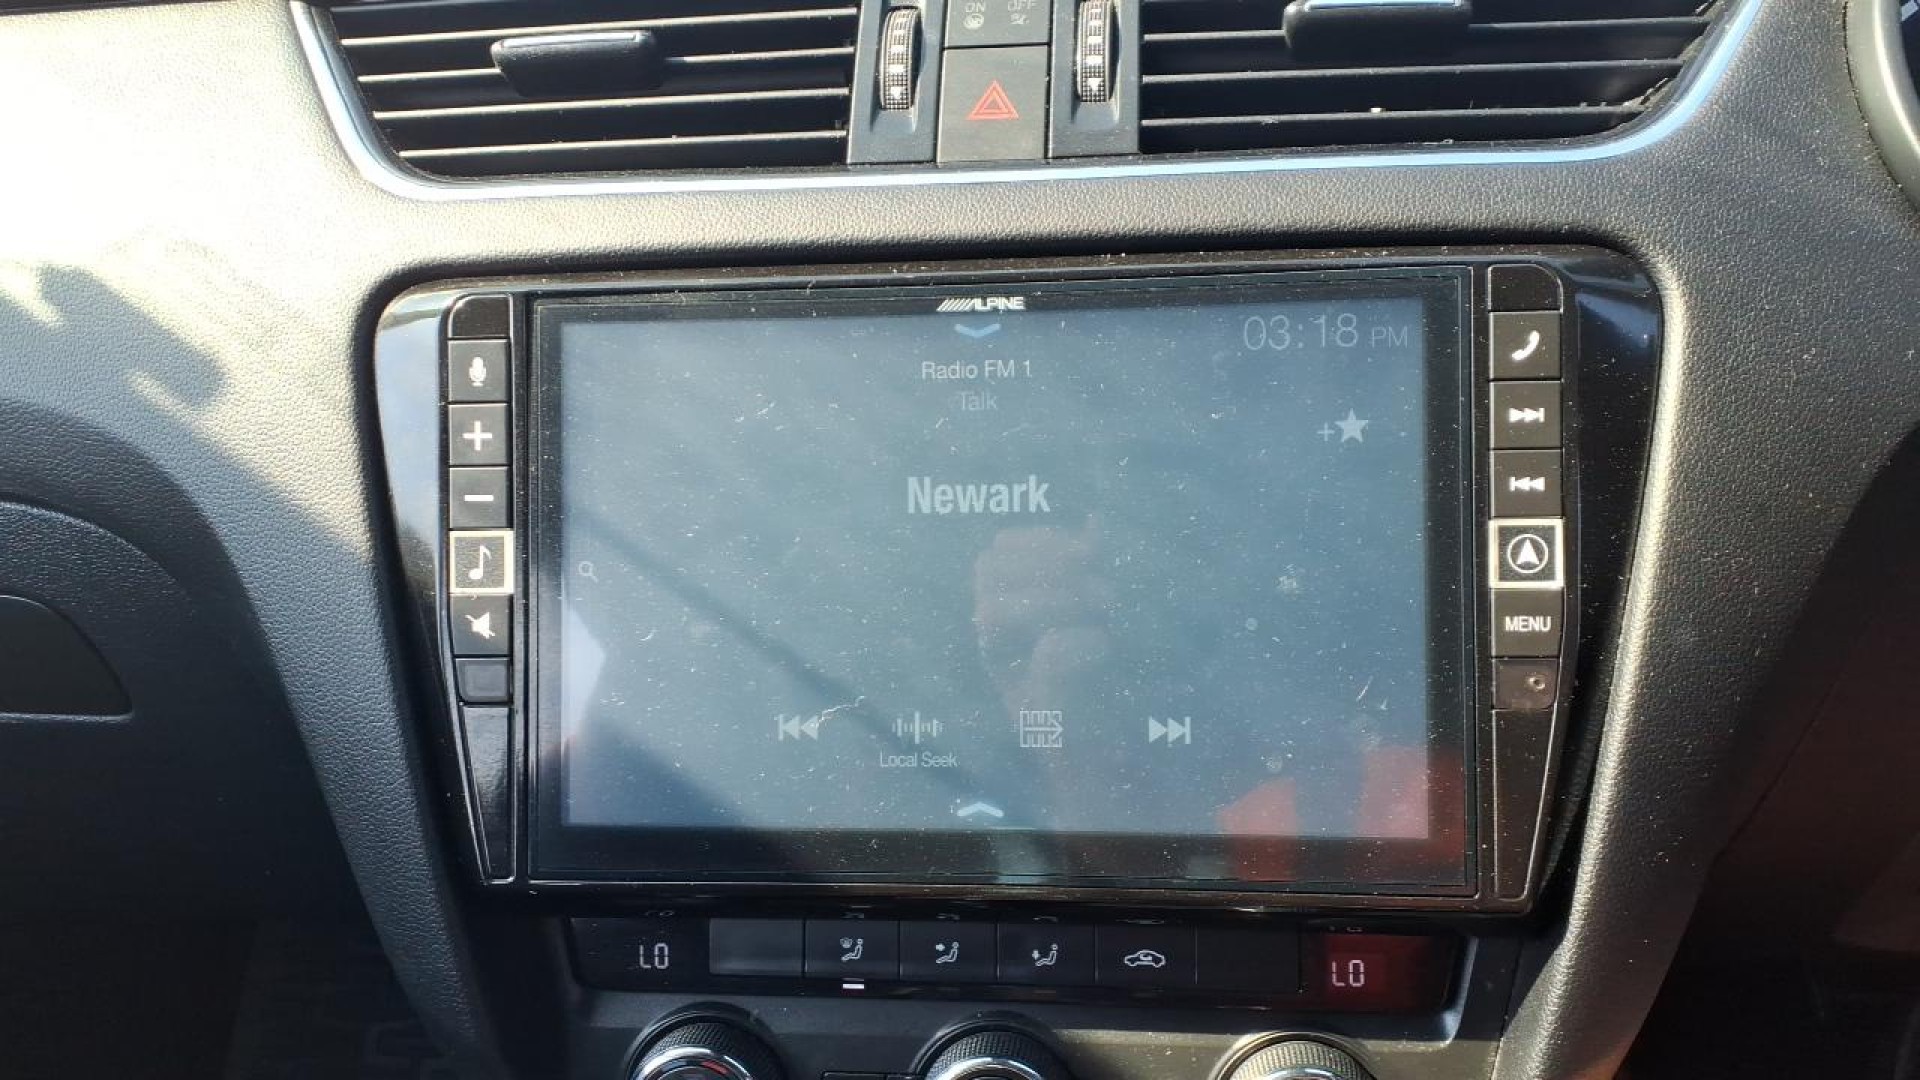 ON OFF
ALPINE
03:18 PM
Radio FM 1
Talk
Newark
MENU
Local Seek
LO
LO